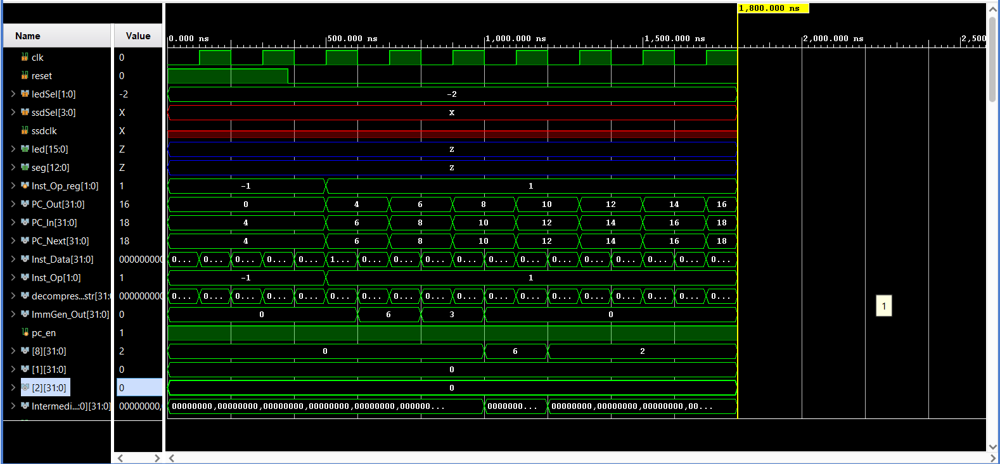 1,800.000 ns
Name Value 0.000 ns 500.000 ns 1,000.000 ns 1,500.000 ns 2,000.000 ns 2,500
clk 0
reset 0
ledSel[1:0] -2 -2
ssdSel[3:0] X X
ssdclk X
led[15:0] Z Z
seg[12:0] Z Z
Inst_Op_reg[1:0] 1 -1 1
PC_Out[31:0] 16 0 4 6 8 10 12 14 16
PC_In[31:0] 18 4 6 8 10 12 14 16 18
PC_Next[31:0] 18 4 6 8 10 12 14 16 18
Inst_Data[31:0] 000000000 0... 0... 0... 0... 0... 1... 0... 0... 0... 0... 0... 0... 0... 0... 0... 0... 0... 0...
Inst_Op[1:0] 1 -1 1
decompres...str[31:0 000000000 0... 0... 0... 0... 0... 0... 0... 0... 0... 0... 0... 0... 0... 0... 0... 0... 0... 0...
ImmGen_Out[31:0] 0 0 6 3 0
pc_en 1
1
[8][31:0] 2 0 6 2
[1][31:0] 0 0
[2][31:0] 0 0
Intermedi....:0][31:0] 00000000, 00000000,00000000,00000000,00000000,00000000,000000... 0000000... 00000000,00000000,00000000,00...